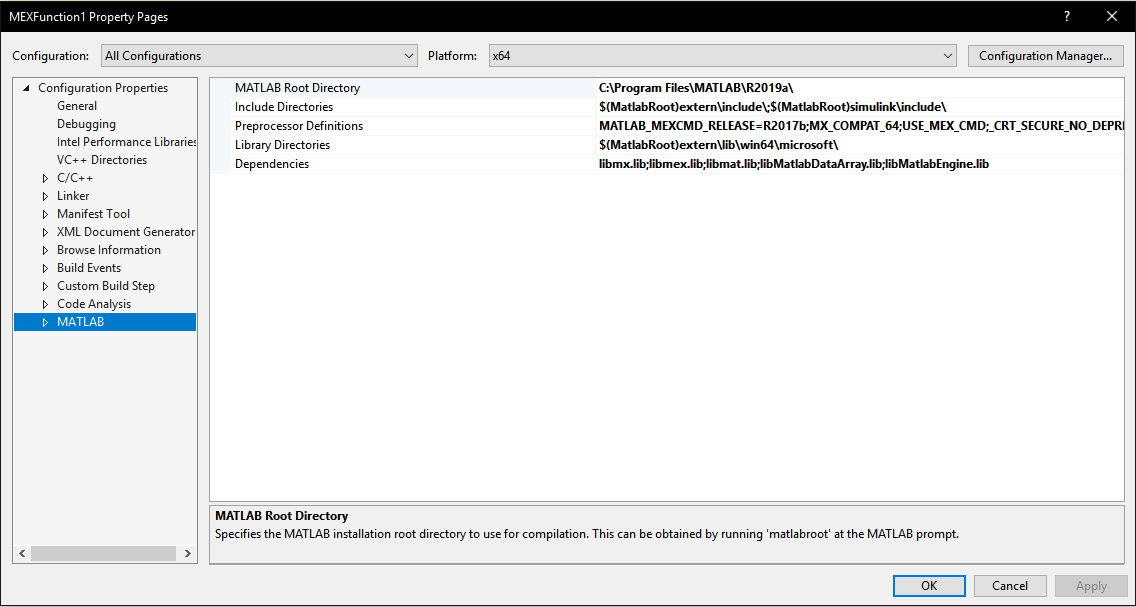 MEXFunction1 Property Pages ?
Configuration: All Configurations Platform: x64 Configuration Manager...
Configuration Properties
General
Debugging
Intel Performance Libraries
VC++ Directories
C/C++
Linker
Manifest Tool
XML Document Generator
Browse Information
Build Events
Custom Build Step
Code Analysis
MATLAB
MATLAB Root Directory C:\Program Files\MATLAB\R2019a\
Include Directories $(MatlabRoot)extern\include\;$(MatlabRoot)simulink\include\
Preprocessor Definitions MATLAB_MEXCMD_RELEASE=R2017b;MX_COMPAT_64;USE_MEX_CMD;_CRT_SECURE_NO_DEPR
Library Directories $(MatlabRoot)extern\lib\win64\microsoft\
Dependencies libmx.lib;libmex.lib;libmat.lib;libMatlabDataArray.lib;libMatlabEngine.lib
MATLAB Root Directory
Specifies the MATLAB installation root directory to use for compilation. This can be obtained by running 'matlabroot' at the MATLAB prompt.
OK Cancel Apply